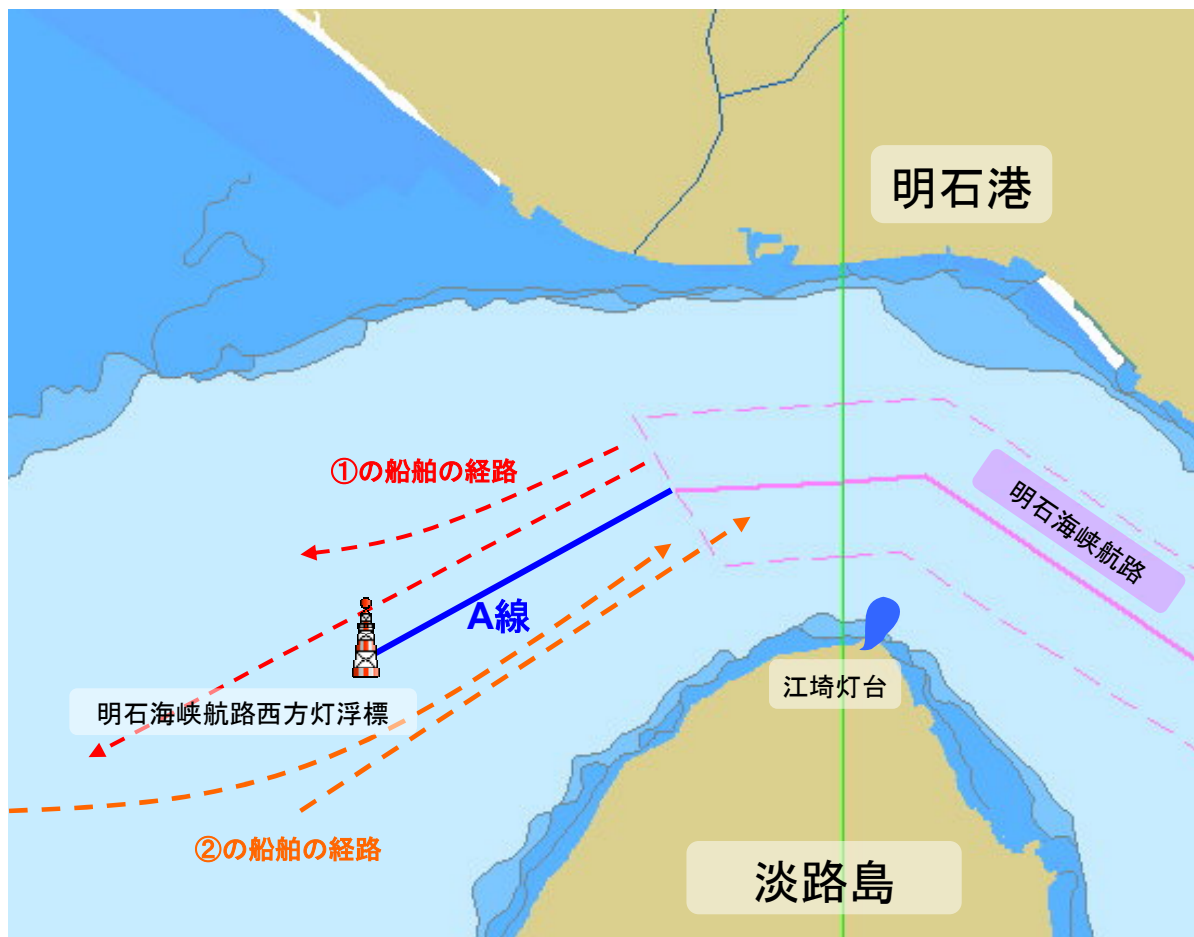 明石港
①の船舶の経路
明石海峡航路
A線
江埼灯台
明石海峡航路西方灯浮標
②の船舶の経路
淡路島